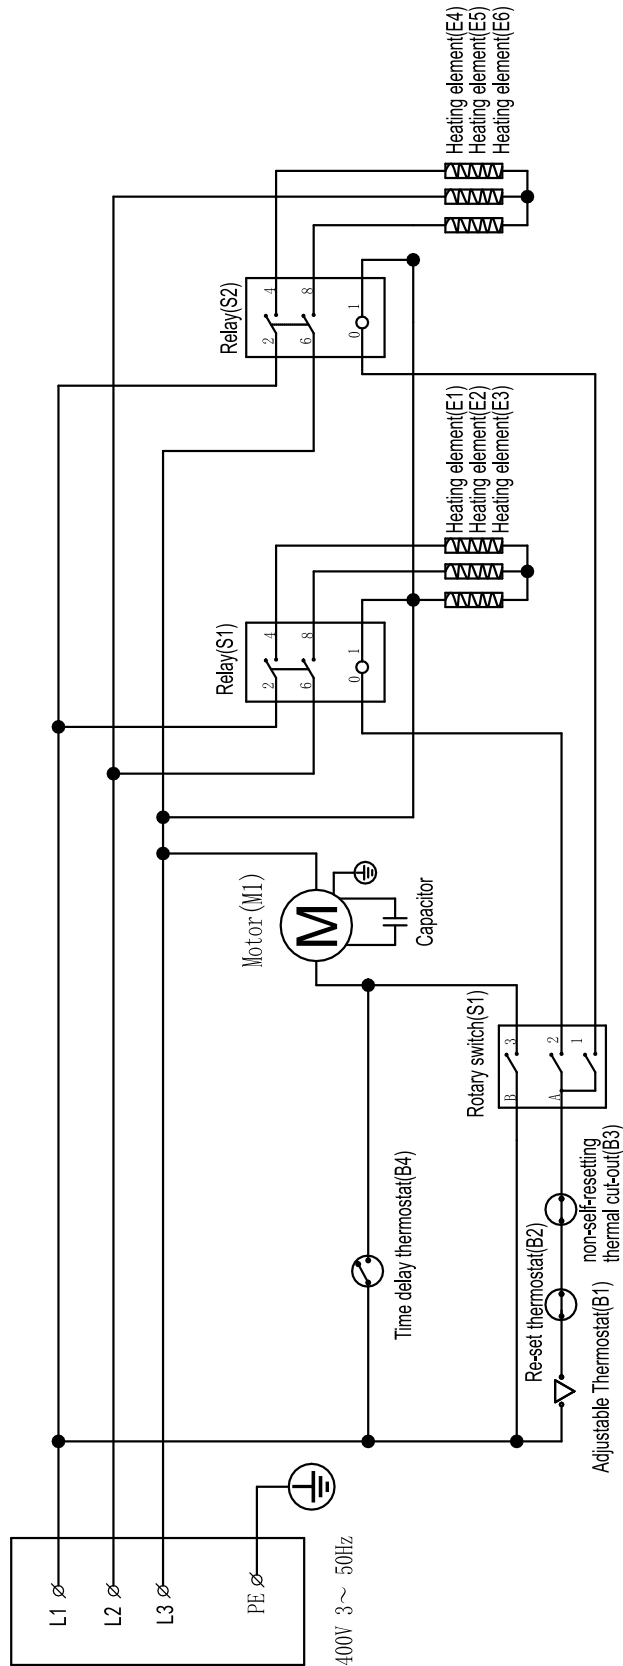 L1
L2
L3
PE
400V 3～ 50Hz
Motor(M1)
M
Capacitor
Time delay thermostat(B4)
Rotary switch(S1)
B
3
A
2
1
Re-set thermostat(B2)
non-self-resetting
thermal cut-out(B3)
Adjustable Thermostat(B1)
Relay(S1)
2
4
6
8
0
1
Heating element(E1)
Heating element(E2)
Heating element(E3)
Relay(S2)
2
4
6
8
0
1
Heating element(E4)
Heating element(E5)
Heating element(E6)